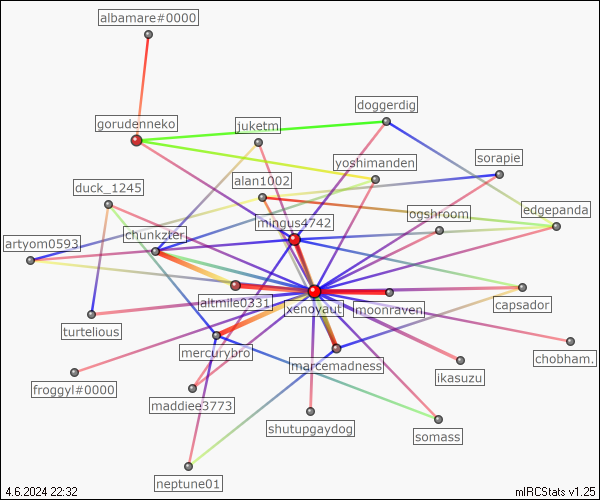 albamare#0000
doggerdig
gorudenneko
juketm
yoshimanden
sorapie
duck_1245
alan1002
mingus4742
ogshroom
edgepanda
artyom0593
chunkzter
altmile0331
xenoyaut
moonraven
capsador
turtelious
mercurybro
marcemadness
chobham.
froggyl#0000
ikasuzu
maddiee3773
shutupgaydog
somass
neptune01
4.6.2024 22:32
mIRCStats v1.25